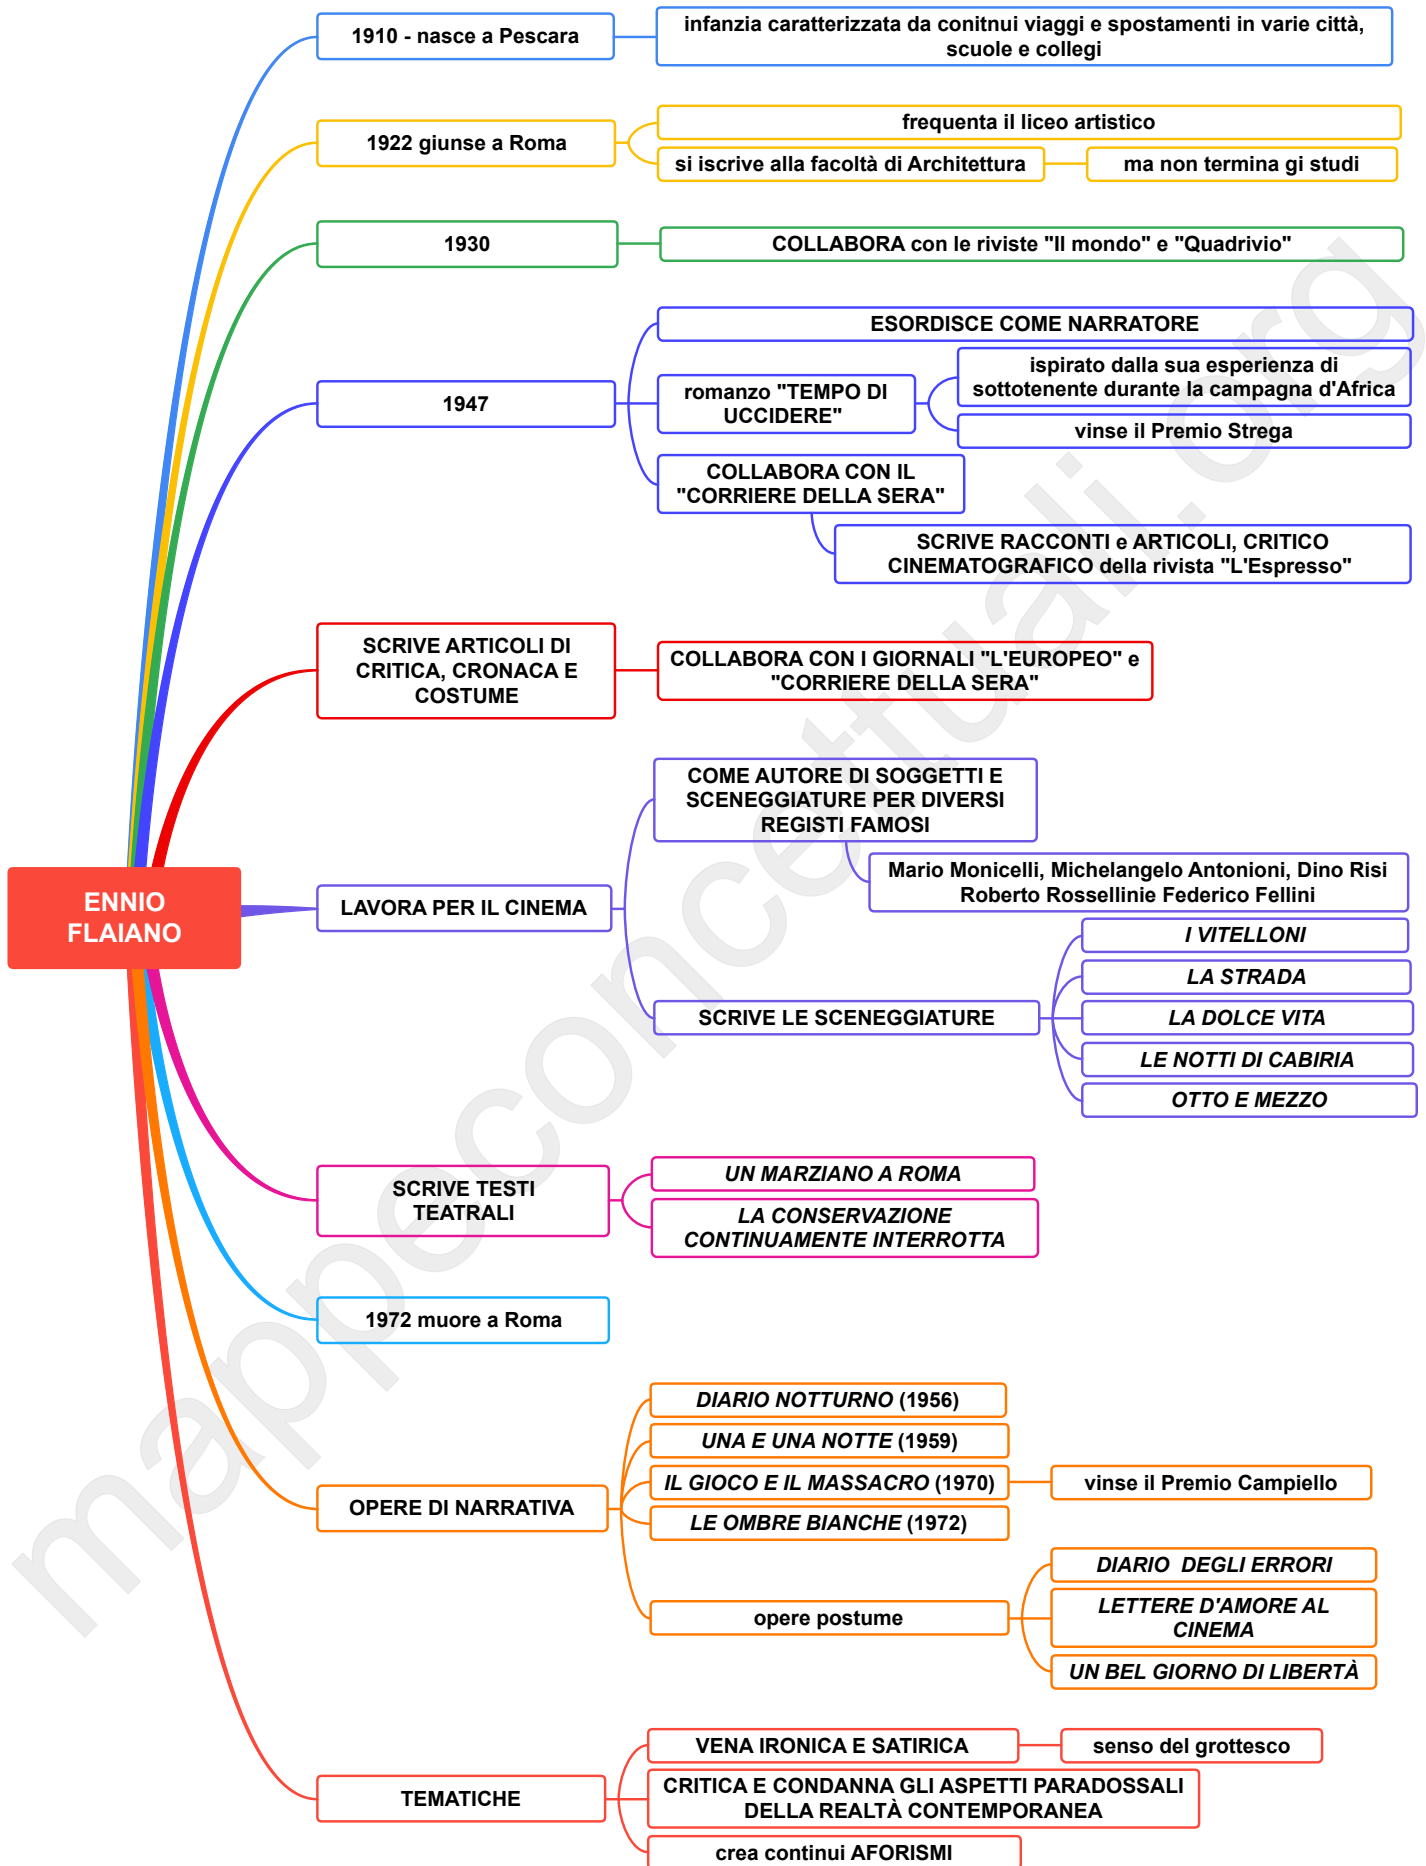 1910 - nasce a Pescara
infanzia caratterizzata da conitnui viaggi e spostamenti in varie città,
scuole e collegi
1922 giunse a Roma
frequenta il liceo artistico
si iscrive alla facoltà di Architettura
ma non termina gi studi
1930
COLLABORA con le riviste "Il mondo" e "Quadrivio"
1947
ESORDISCE COME NARRATORE
romanzo "TEMPO DI
UCCIDERE"
ispirato dalla sua esperienza di
sottotenente durante la campagna d'Africa
vinse il Premio Strega
COLLABORA CON IL
"CORRIERE DELLA SERA"
SCRIVE RACCONTI e ARTICOLI, CRITICO
CINEMATOGRAFICO della rivista "L'Espresso"
SCRIVE ARTICOLI DI
CRITICA, CRONACA E
COSTUME
COLLABORA CON I GIORNALI "L'EUROPEO" e
"CORRIERE DELLA SERA"
ENNIO
FLAIANO
LAVORA PER IL CINEMA
COME AUTORE DI SOGGETTI E
SCENEGGIATURE PER DIVERSI
REGISTI FAMOSI
Mario Monicelli, Michelangelo Antonioni, Dino Risi
Roberto Rossellinie Federico Fellini
SCRIVE LE SCENEGGIATURE
I VITELLONI
LA STRADA
LA DOLCE VITA
LE NOTTI DI CABIRIA
OTTO E MEZZO
SCRIVE TESTI
TEATRALI
UN MARZIANO A ROMA
LA CONSERVAZIONE
CONTINUAMENTE INTERROTTA
1972 muore a Roma
OPERE DI NARRATIVA
DIARIO NOTTURNO (1956)
UNA E UNA NOTTE (1959)
IL GIOCO E IL MASSACRO (1970)
vinse il Premio Campiello
LE OMBRE BIANCHE (1972)
opere postume
DIARIO  DEGLI ERRORI
LETTERE D'AMORE AL
CINEMA
UN BEL GIORNO DI LIBERTÀ
TEMATICHE
VENA IRONICA E SATIRICA
senso del grottesco
CRITICA E CONDANNA GLI ASPETTI PARADOSSALI
DELLA REALTÀ CONTEMPORANEA
crea continui AFORISMI
mappeconcettuali.org